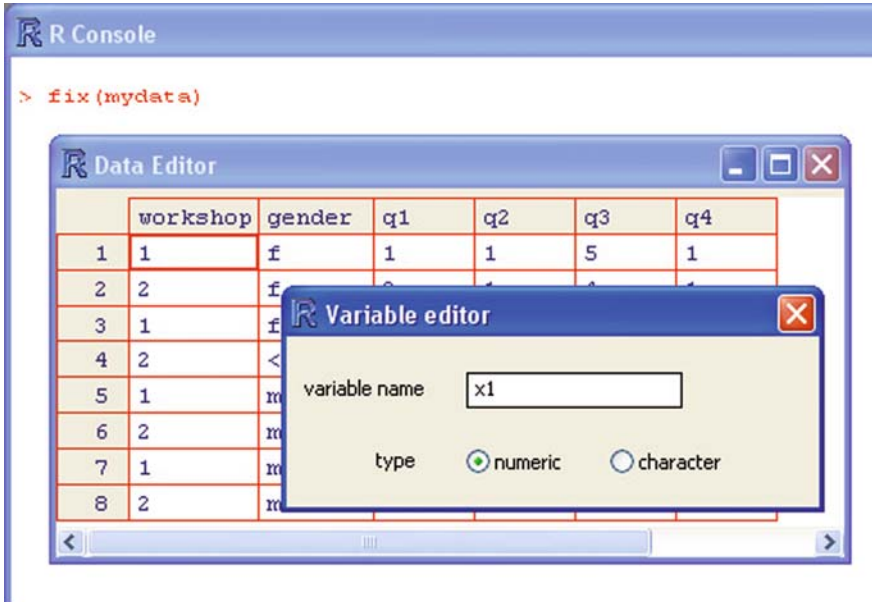 R R Console
> fix(mydata)
R Data Editor
workshop gender q1 q2 q3 q4
1 1 f 1 1 5 1
2 2 f
3 1 f
4 2 <
5 1 m
6 2 m
7 1 m
8 2 m
R Variable editor
variable name x1
type numeric character